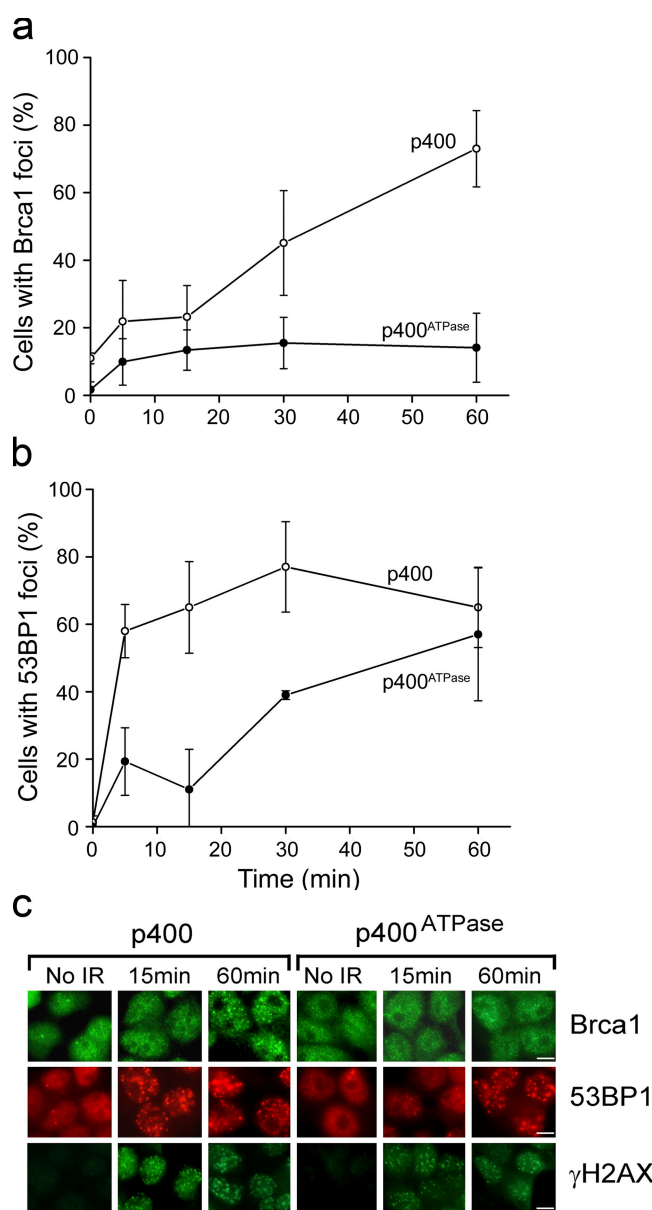 a
Cells with Brca1 foci (%)
100
80
60
40
20
0
p400
p400ATPase
0 10 20 30 40 50 60
b
Cells with 53BP1 foci (%)
100
80
60
40
20
0
p400
p400ATPase
0 10 20 30 40 50 60
Time (min)
c
p400 p400ATPase
No IR 15min 60min No IR 15min 60min
Brca1
53BP1
γH2AX